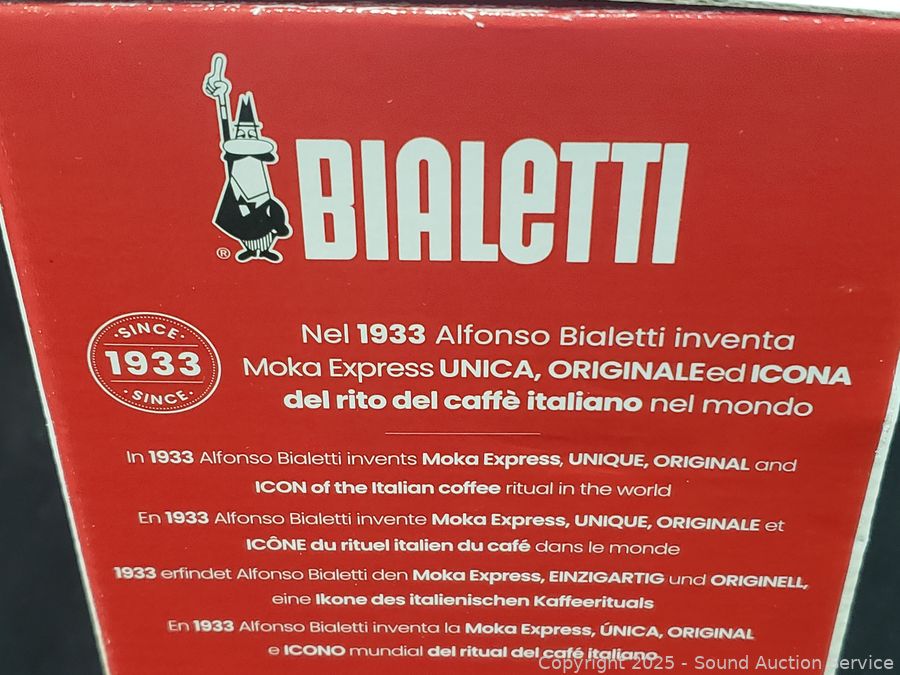 BIALETTI
®
·SINCE·
1933
·SINCE·
Nel 1933 Alfonso Bialetti inventa
Moka Express UNICA, ORIGINALE ed ICONA
del rito del caffè italiano nel mondo
In 1933 Alfonso Bialetti invents Moka Express, UNIQUE, ORIGINAL and
ICON of the Italian coffee ritual in the world
En 1933 Alfonso Bialetti invente Moka Express, UNIQUE, ORIGINALE et
ICÔNE du rituel italien du café dans le monde
1933 erfindet Alfonso Bialetti den Moka Express, EINZIGARTIG und ORIGINELL,
eine Ikone des italienischen Kaffeerituals
En 1933 Alfonso Bialetti inventa la Moka Express, ÚNICA, ORIGINAL
e ICONO mundial del ritual del café italiano
Copyright 2025 - Sound Auction Service